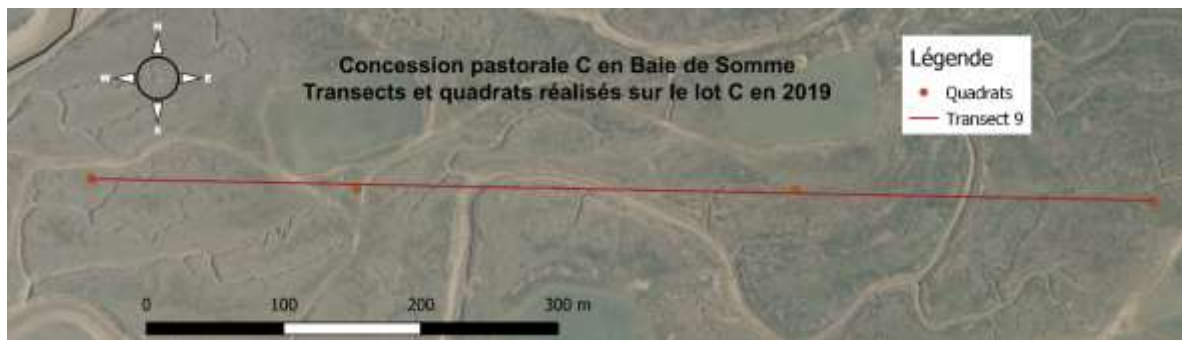 N
W E
Concession pastorale C en Baie de Somme
Transects et quadrats réalisés sur le lot C en 2019
Légende
Quadrats
Transect 9
0 100 200 300 m